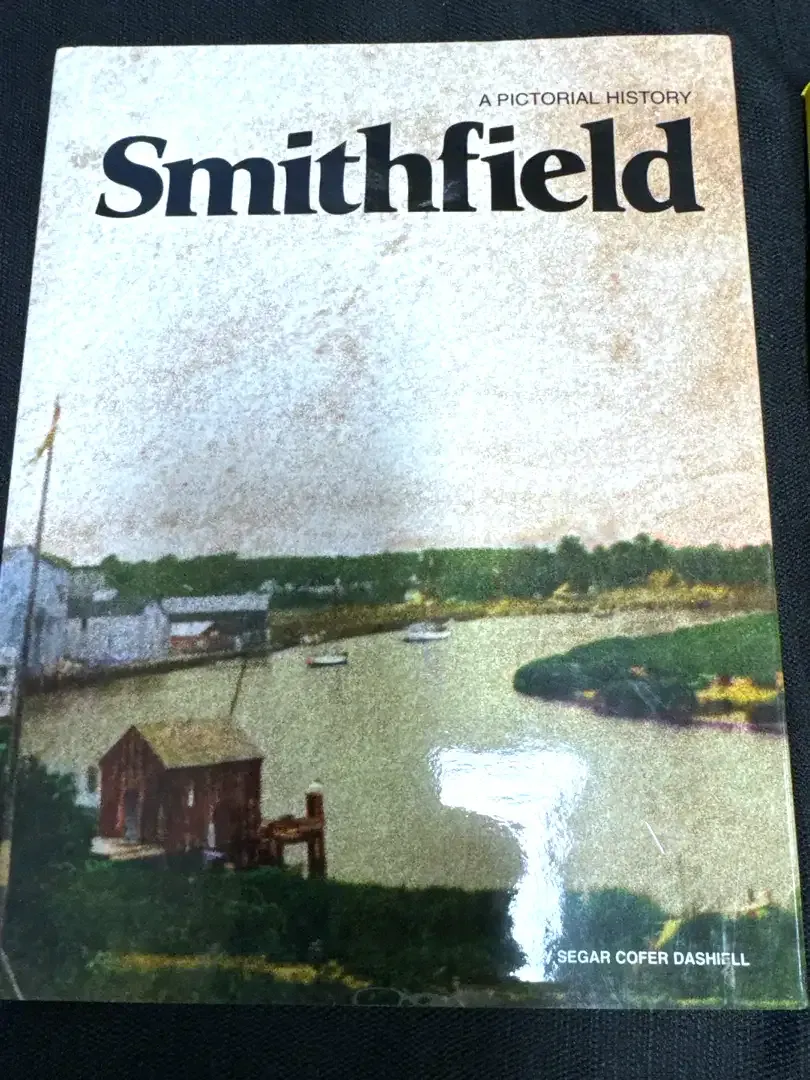 A PICTORIAL HISTORY
Smithfield
SEGAR COFER DASHIELL